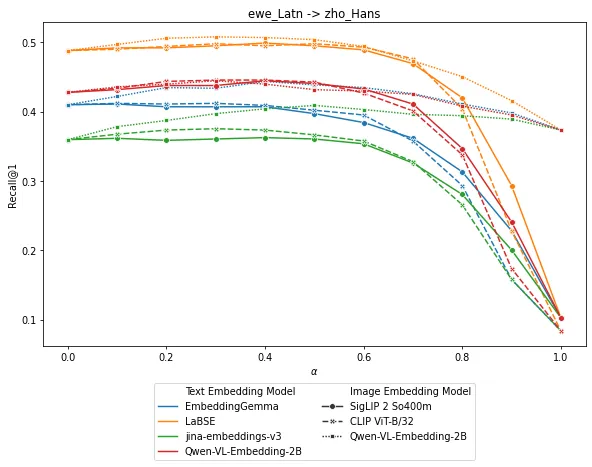 ewe_Latn -> zho_Hans
Recall@1
0.5
0.4
0.3
0.2
0.1
0.0 0.2 0.4 0.6 0.8 1.0
α
Text Embedding Model
EmbeddingGemma
LaBSE
jina-embeddings-v3
Qwen-VL-Embedding-2B
Image Embedding Model
SigLIP 2 So400m
CLIP ViT-B/32
Qwen-VL-Embedding-2B